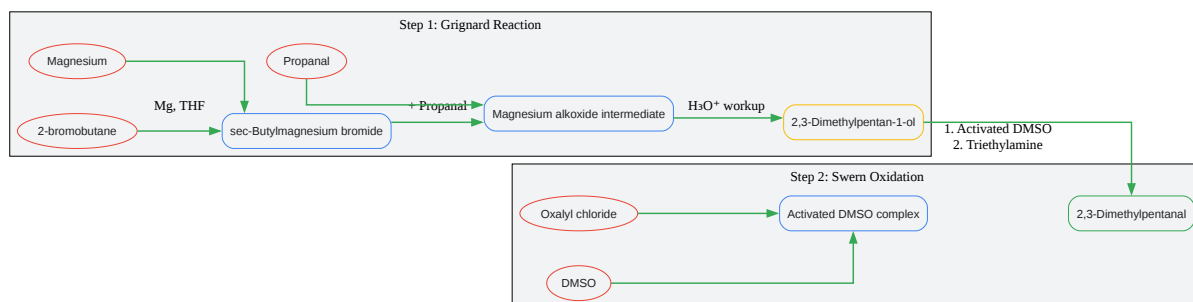 Step 1: Grignard Reaction
Magnesium
Propanal
Mg, THF
+ Propanal
H₃O⁺ workup
2-bromobutane
sec-Butylmagnesium bromide
Magnesium alkoxide intermediate
2,3-Dimethylpentan-1-ol
1. Activated DMSO
2. Triethylamine
Step 2: Swern Oxidation
Oxalyl chloride
Activated DMSO complex
2,3-Dimethylpentanal
DMSO